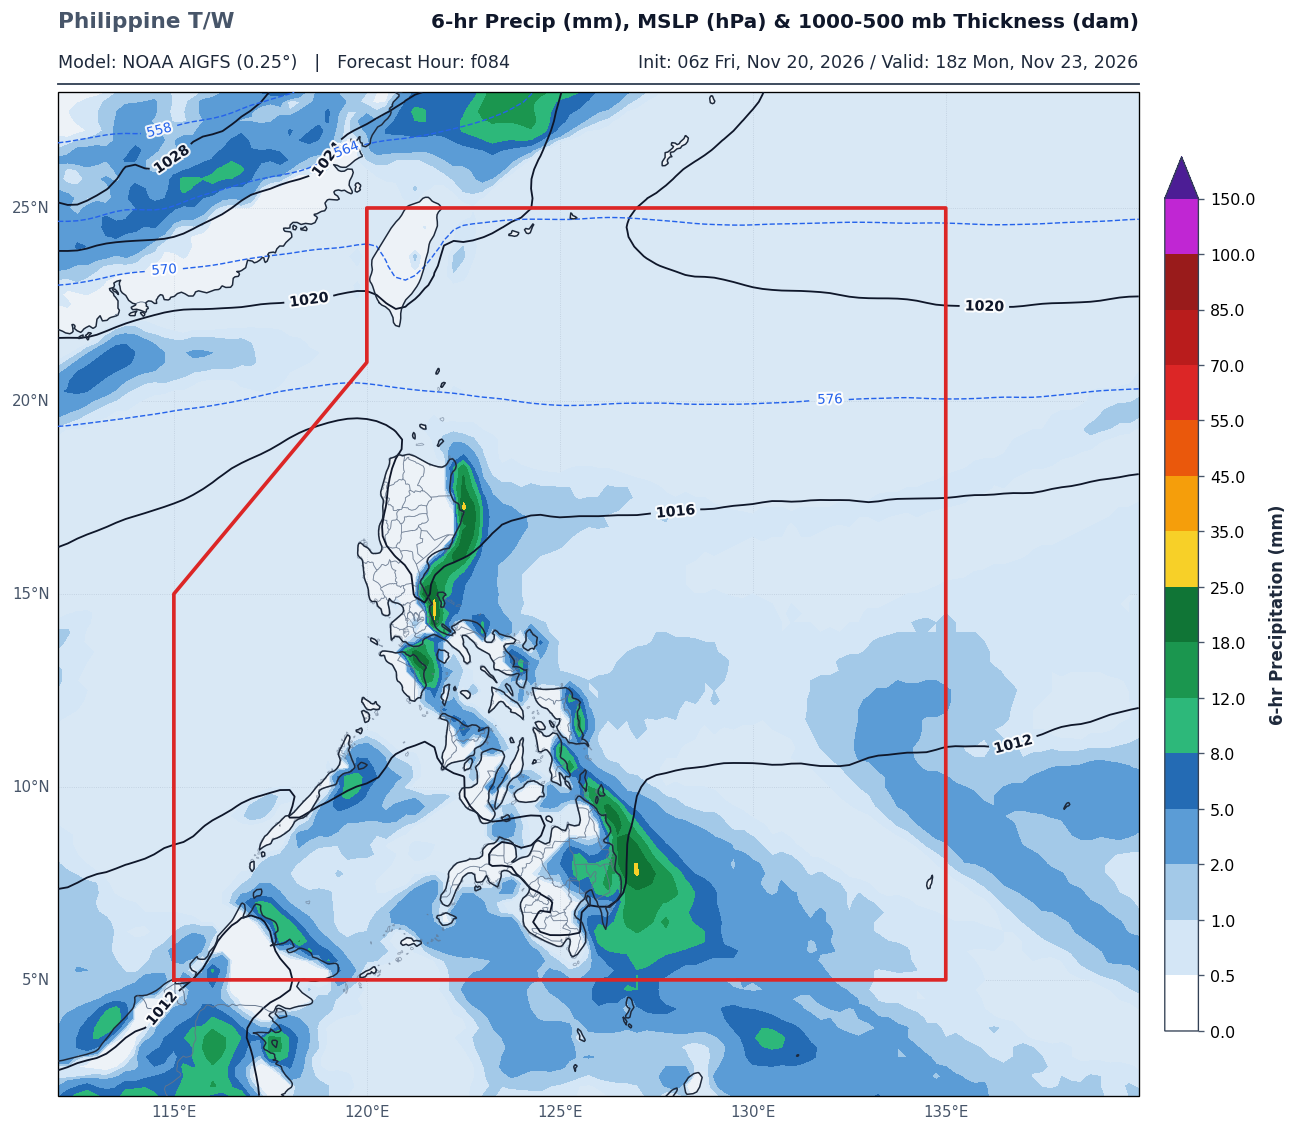 Philippine T/W
6-hr Precip (mm), MSLP (hPa) & 1000-500 mb Thickness (dam)
Model: NOAA AIGFS (0.25°) | Forecast Hour: f084
Init: 06z Fri, Nov 20, 2026 / Valid: 18z Mon, Nov 23, 2026
558
1028
1024
564
570
1020
1020
576
1016
1012
1012
25°N
20°N
15°N
10°N
5°N
115°E
120°E
125°E
130°E
135°E
150.0
100.0
85.0
70.0
55.0
45.0
35.0
25.0
18.0
12.0
8.0
5.0
2.0
1.0
0.5
0.0
6-hr Precipitation (mm)